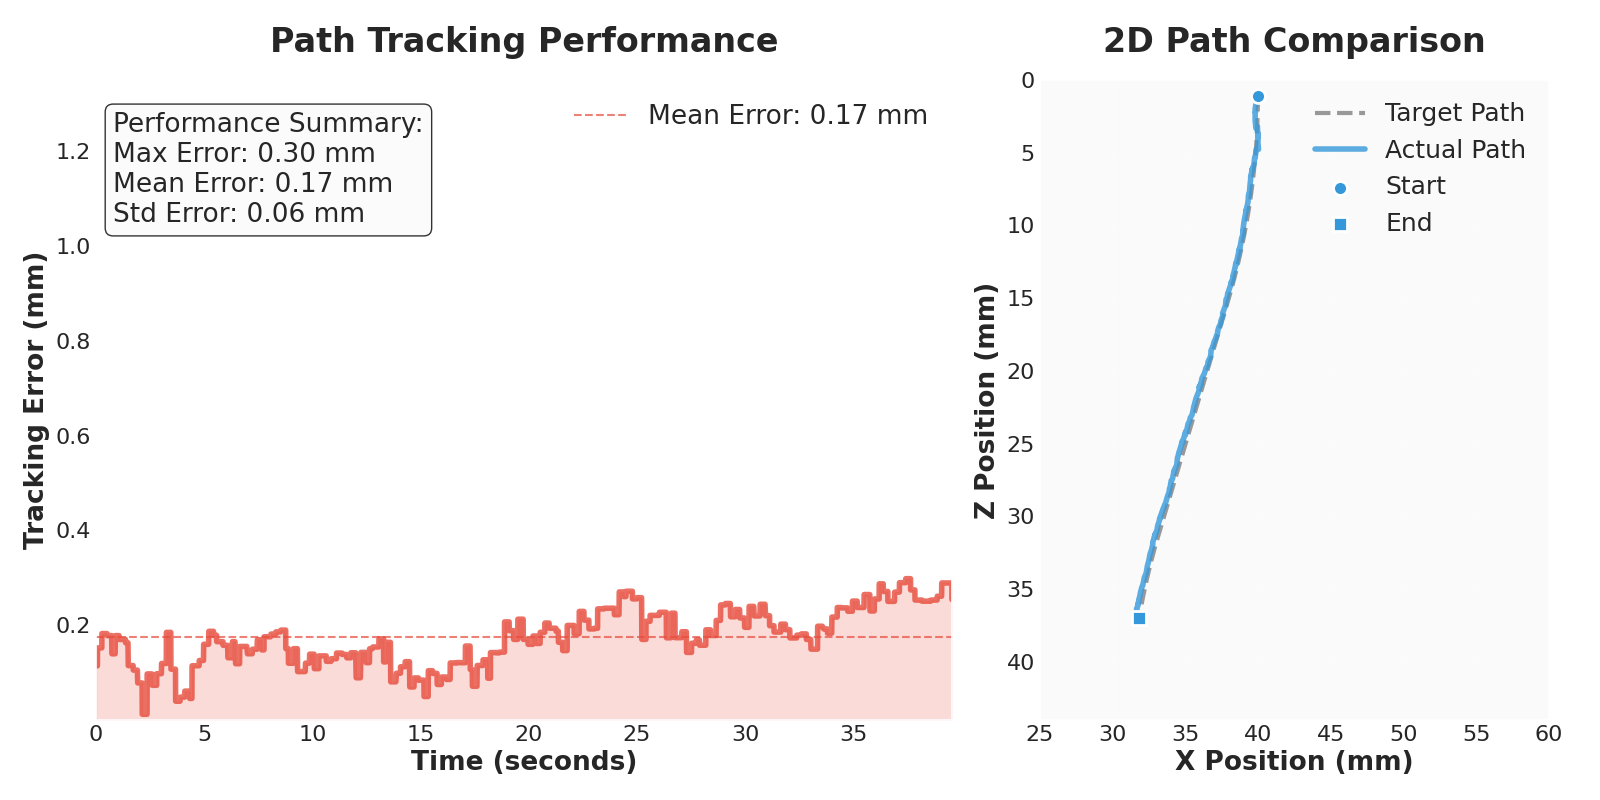 Path Tracking Performance
Performance Summary:
Max Error: 0.30 mm
Mean Error: 0.17 mm
Std Error: 0.06 mm
Mean Error: 0.17 mm
Tracking Error (mm)
1.2
1.0
0.8
0.6
0.4
0.2
0 5 10 15 20 25 30 35
Time (seconds)
2D Path Comparison
Target Path
Actual Path
Start
End
Z Position (mm)
0
5
10
15
20
25
30
35
40
25 30 35 40 45 50 55 60
X Position (mm)